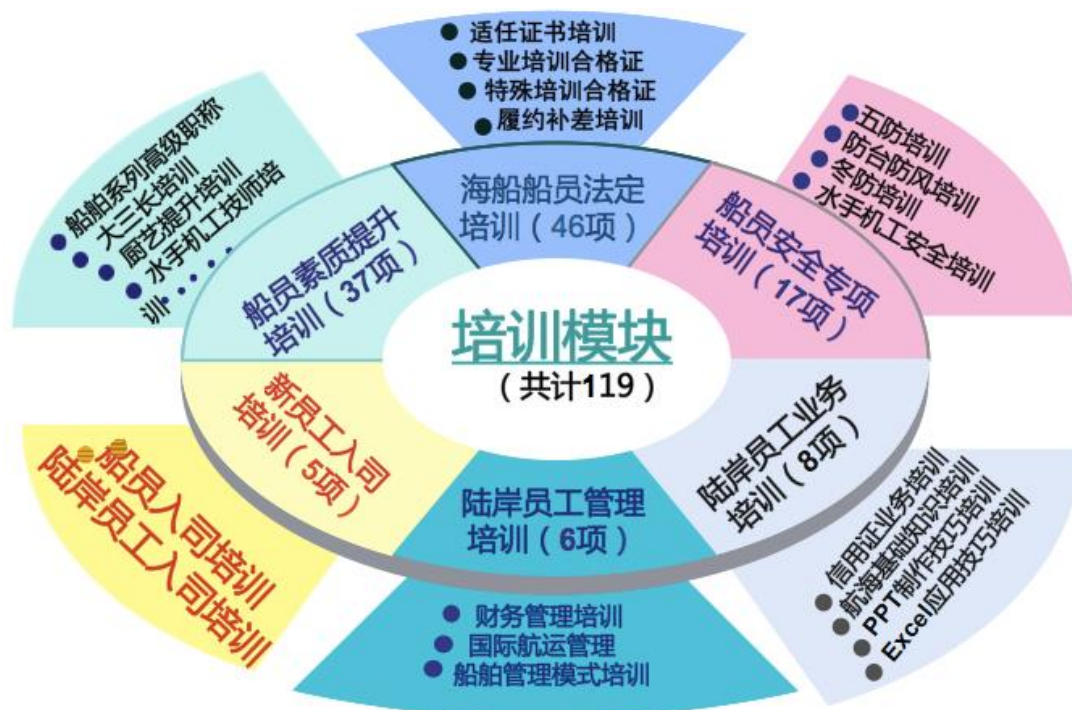 适任证书培训
专业培训合格证
特殊培训合格证
履约补差培训
海船船员法定
培训（46项）
五防培训
防台防风培训
冬防培训
水手机工安全培训
船员安全专项
培训（17项）
信用证业务培训
航海基础知识培训
PPT制作技巧培训
Excel应用技巧培训
陆岸员工业务
培训（8项）
陆岸员工管理
培训（6项）
财务管理培训
国际航运管理
船舶管理模式培训
新员工入司
培训（5项）
船员入司培训
陆岸员工入司培训
船舶系列高级职称
大三长培训
厨艺提升培训
水手机工技师培
训
船员素质提升
培训（37项）
培训模块
（共计119）